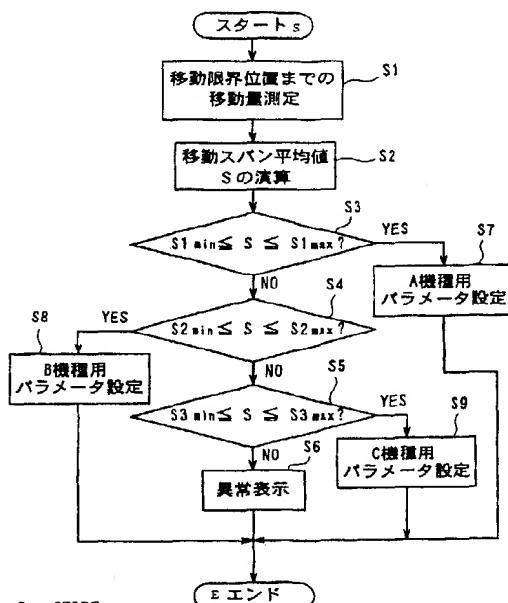 スタート S
移動限界位置までの
移動量測定
S1
移動スパン平均値
Sの演算
S2
S3
S1min≦ S ≦ S1max?
YES
S7
NO
A機種用
パラメータ設定
S4
S8
YES
S2min≦ S ≦ S2max?
B機種用
パラメータ設定
NO
S5
S3min≦ S ≦ S3max?
YES
S9
NO
S6
C機種用
パラメータ設定
異常表示
E エンド